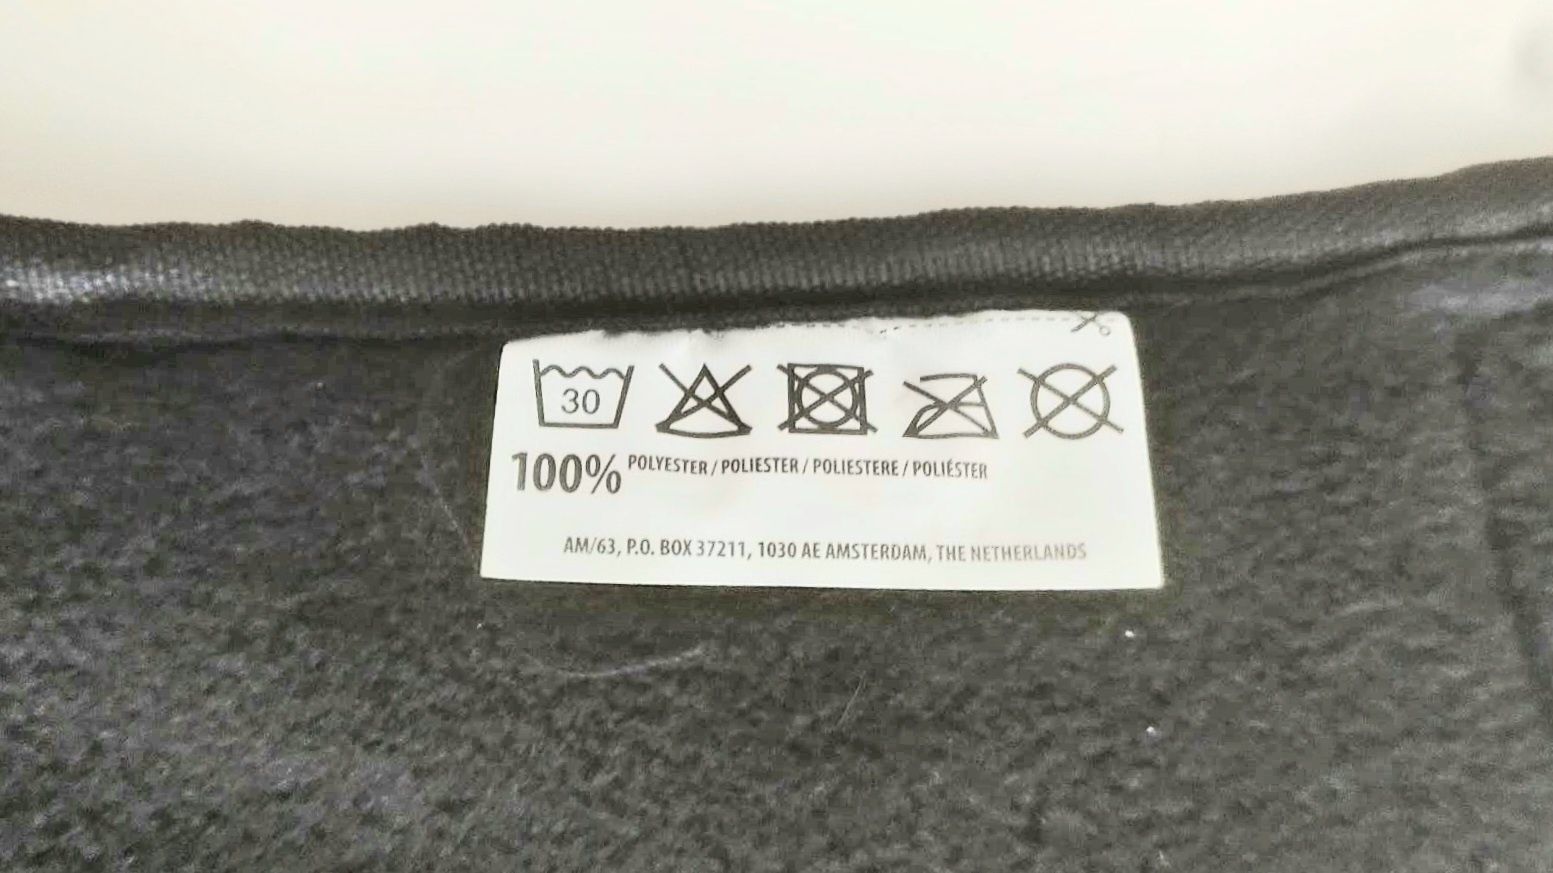 30
100% POLYESTER / POLIESTER / POLIESTERE / POLIÉSTER
AM/63, P.O. BOX 37211, 1030 AE AMSTERDAM, THE NETHERLANDS